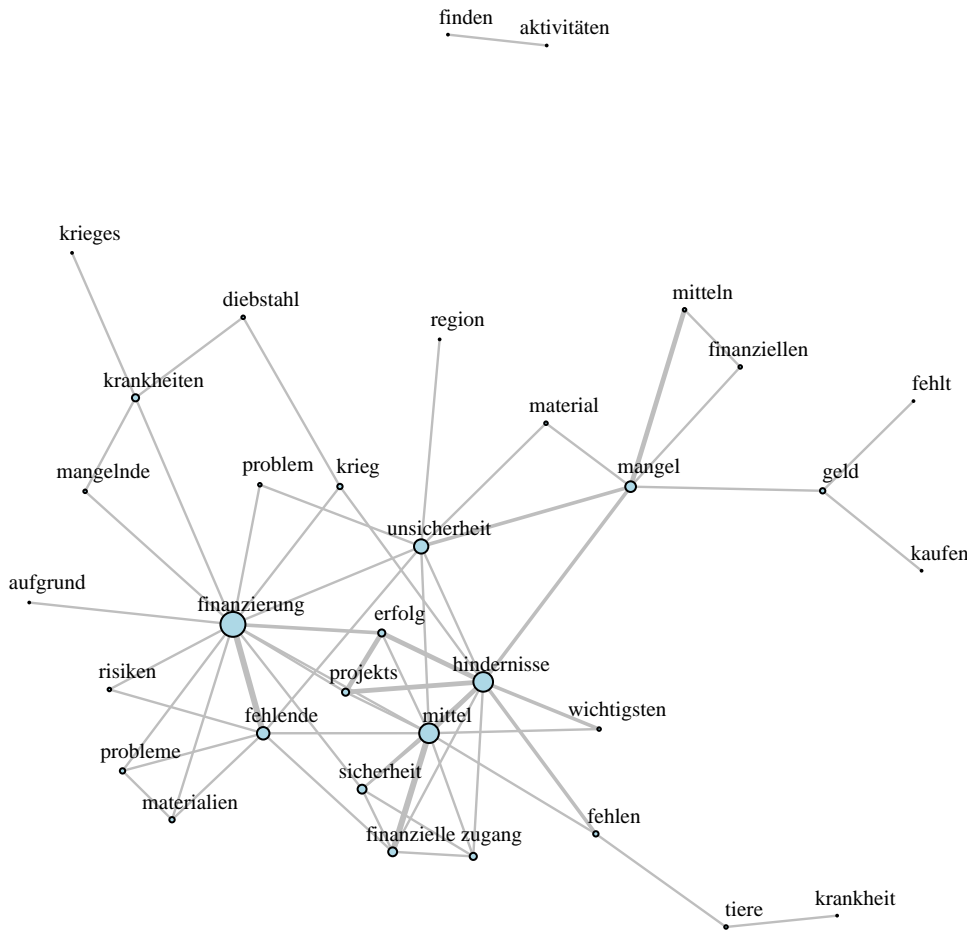 finden
aktivitäten
krieges
diebstahl
region
mitteln
finanziellen
krankheiten
fehlt
material
mangelnde
problem
krieg
mangel
geld
unsicherheit
kaufen
aufgrund
finanzierung
erfolg
risiken
projekts
hindernisse
fehlende
mittel
wichtigsten
probleme
sicherheit
materialien
finanzielle
zugang
fehlen
tiere
krankheit